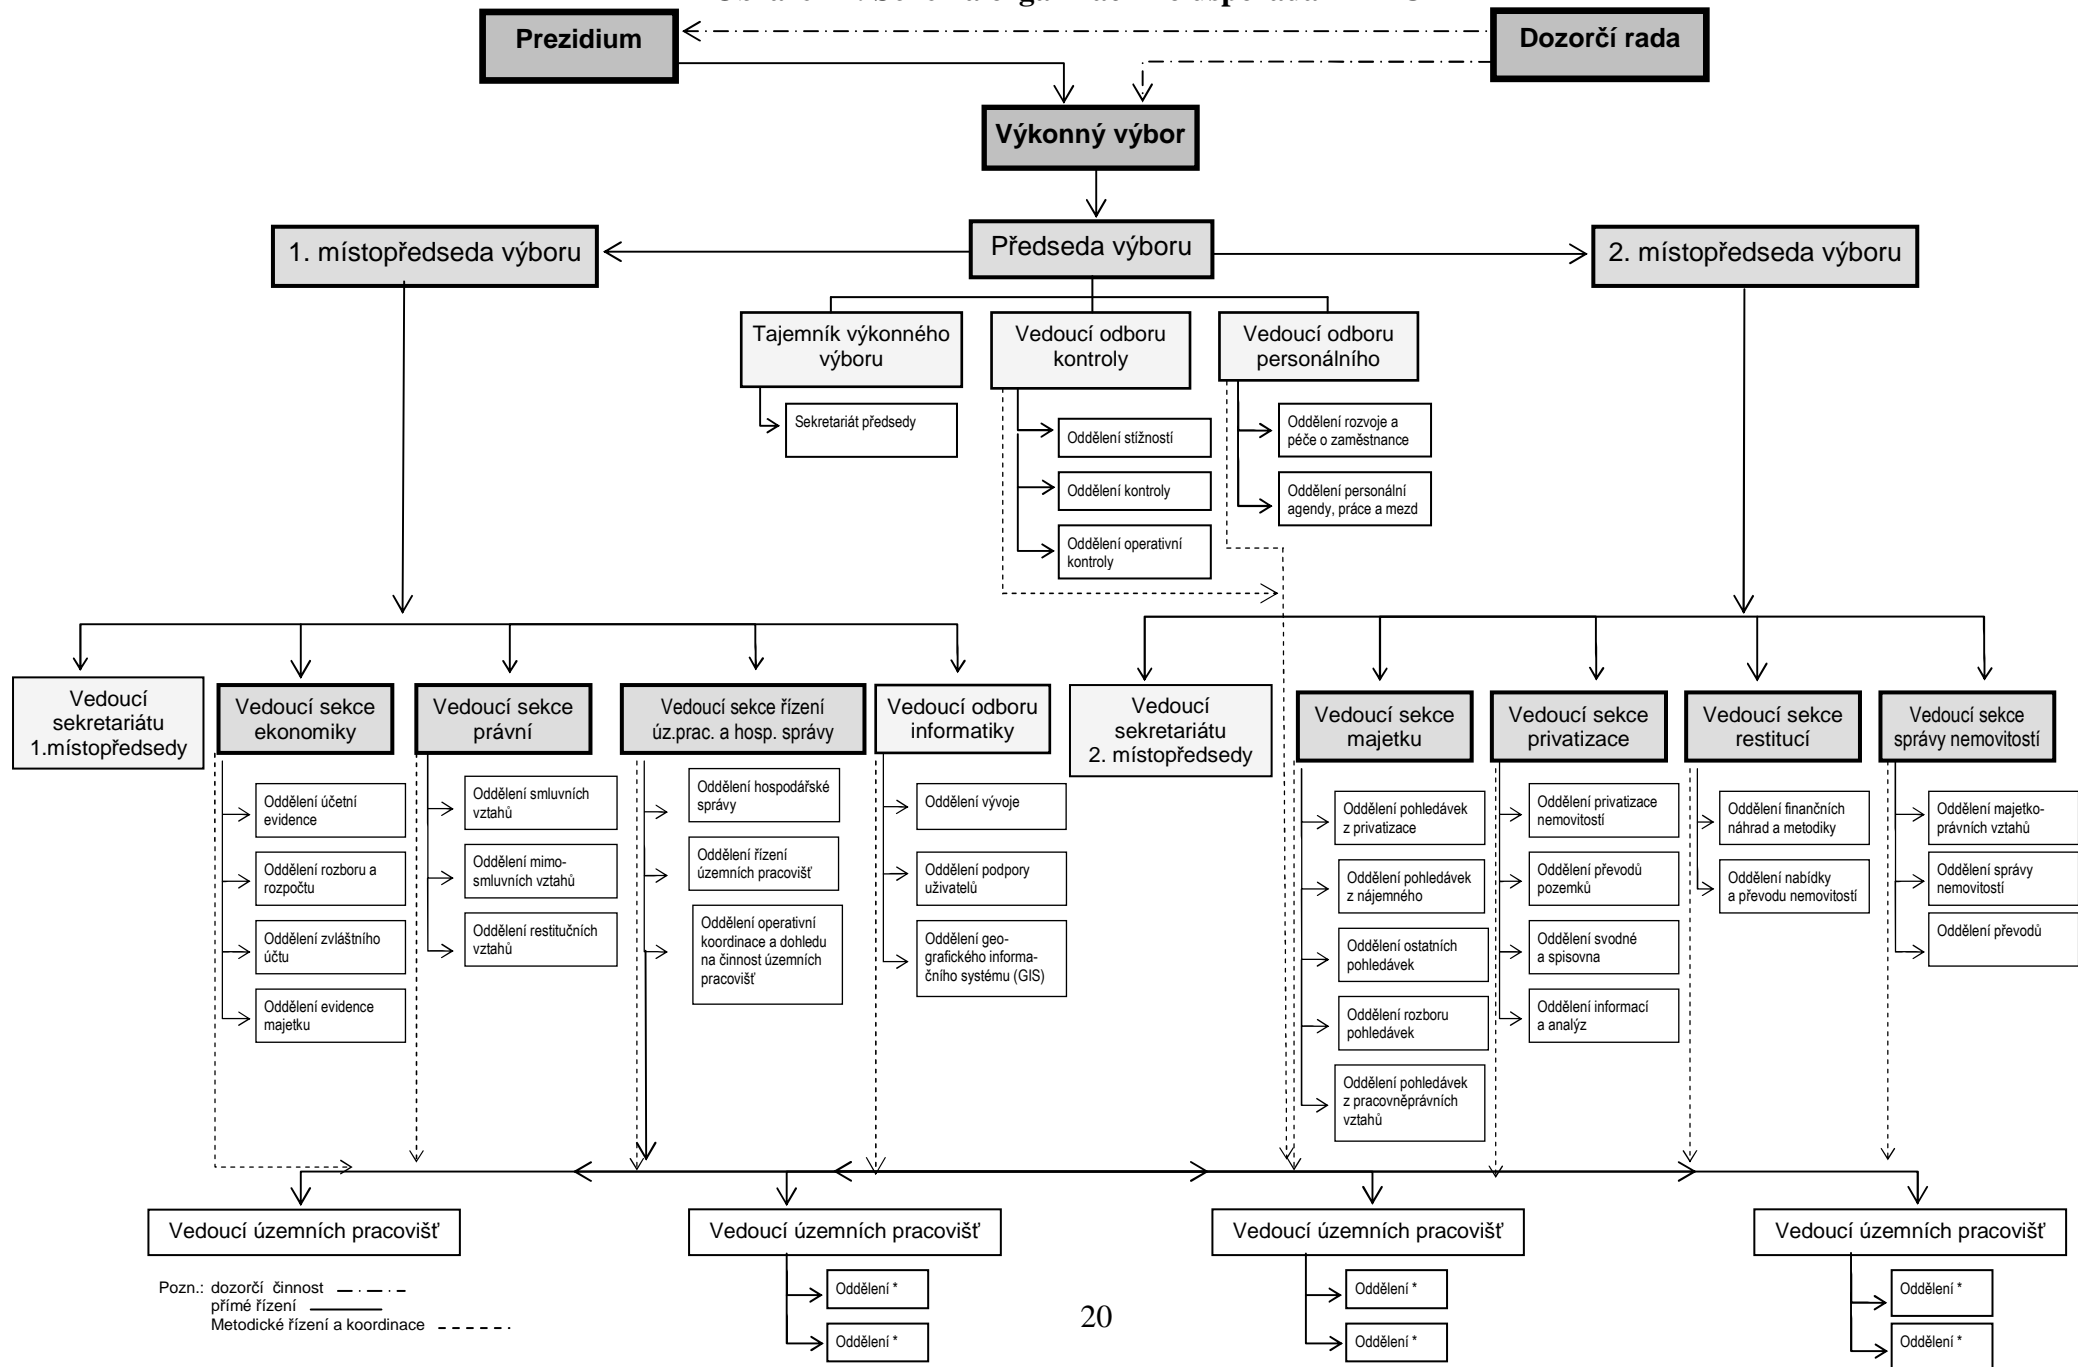 Prezidium
Dozorčí rada
Výkonný výbor
1. místopředseda výboru
Předseda výboru
2. místopředseda výboru
Tajemník výkonného
výboru
Vedoucí odboru
kontroly
Vedoucí odboru
personálního
Sekretariát předsedy
Oddělení stížností
Oddělení kontroly
Oddělení operativní
kontroly
Oddělení rozvoje a
péče o zaměstnance
Oddělení personální
agendy, práce a mezd
Vedoucí
sekretariátu
1.místopředsedy
Vedoucí sekce
ekonomiky
Vedoucí sekce
právní
Vedoucí sekce řízení
úz.prac. a hosp. správy
Vedoucí odboru
informatiky
Vedoucí
sekretariátu
2. místopředsedy
Vedoucí sekce
majetku
Vedoucí sekce
privatizace
Vedoucí sekce
restitucí
Vedoucí sekce
správy nemovitostí
Oddělení účetní
evidence
Oddělení rozboru a
rozpočtu
Oddělení zvláštního
účtu
Oddělení evidence
majetku
Oddělení smluvních
vztahů
Oddělení mimo-
smluvních vztahů
Oddělení restitučních
vztahů
Oddělení hospodářské
správy
Oddělení řízení
územních pracovišť
Oddělení operativní
koordinace a dohledu
na činnost územních
pracovišť
Oddělení vývoje
Oddělení podpory
uživatelů
Oddělení geo-
grafického informa-
čního systému (GIS)
Oddělení pohledávek
z privatizace
Oddělení pohledávek
z nájemného
Oddělení ostatních
pohledávek
Oddělení rozboru
pohledávek
Oddělení pohledávek
z pracovněprávních
vztahů
Oddělení privatizace
nemovitostí
Oddělení převodů
pozemků
Oddělení svodné
a spisovna
Oddělení informací
a analýz
Oddělení finančních
náhrad a metodiky
Oddělení nabídky
a převodu nemovitostí
Oddělení majetko-
právních vztahů
Oddělení správy
nemovitostí
Oddělení převodů
Vedoucí územních pracovišť
Vedoucí územních pracovišť
Vedoucí územních pracovišť
Vedoucí územních pracovišť
Oddělení *
Oddělení *
Oddělení *
Oddělení *
Oddělení *
Oddělení *
Pozn.: dozorčí činnost
přímé řízení
Metodické řízení a koordinace
20